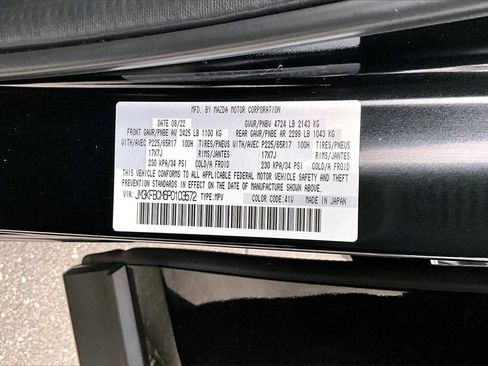 MFD. BY MAZDA MOTOR CORPORATION
DATE 08/22 GVWR/PNBV 4724 LB 2143 KG
FRONT GAWR/PNBE AV 2425 LB 1100 KG REAR GAWR/PNBE AR 2299 LB 1043 KG
WITH/AVEC P225/65R17 100H TIRES/PNEUS WITH/AVEC P225/65R17 100H TIRES/PNEUS
17X7J RIMS/JANTES 17X7J RIMS/JANTES
230 KPA/34 PSI COLD/A FROID 230 KPA/34 PSI COLD/A FROID
THIS VEHICLE CONFORMS TO ALL APPLICABLE FEDERAL MOTOR VEHICLE SAFETY AND THEFT
PREVENTION STANDARDS IN EFFECT ON THE DATE OF MANUFACTURE SHOWN ABOVE.
VIN: JM3KFBCM5P0103572 TYPE:MPV COLOR CODE:41W MADE IN JAPAN